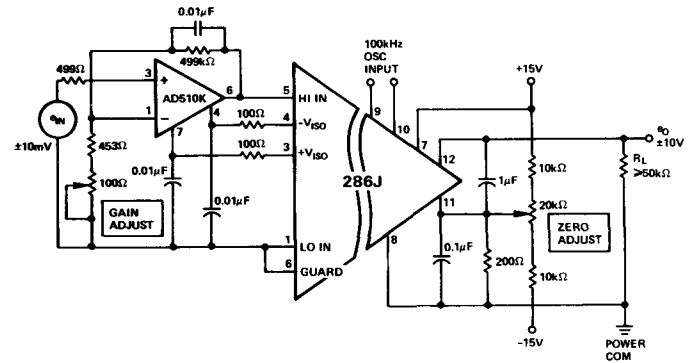 0.01µF
499kΩ
499Ω
3
+
AD510K
6
5
HI IN
1
−
7
4
100Ω
4
-VISO
100Ω
3
+VISO
eIN
±10mV
453Ω
100Ω
0.01µF
0.01µF
GAIN
ADJUST
1
LO IN
6
GUARD
286J
100kHz
OSC
INPUT
9
10
7
12
11
8
+15V
eO
±10V
1µF
10kΩ
20kΩ
ZERO
ADJUST
RL
≥50kΩ
0.1µF
200Ω
10kΩ
-15V
POWER
COM